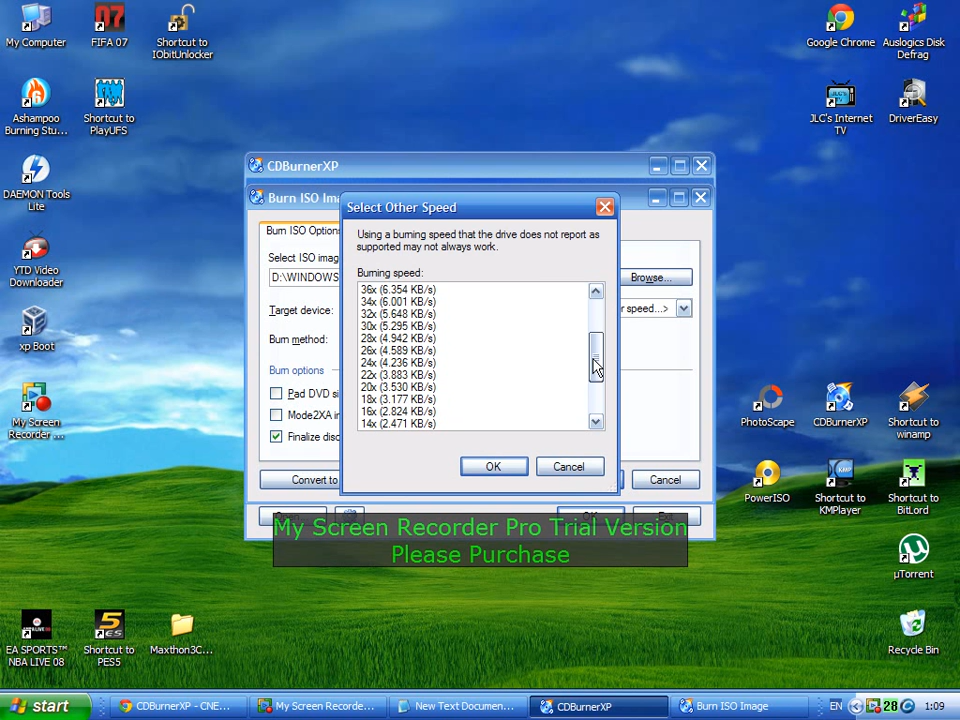 My Computer
FIFA 07
Shortcut to
IObitUnlocker
Google Chrome
Auslogics Disk
Defrag
Ashampoo
Burning Stu...
Shortcut to
PlayUFS
JLC's Internet
TV
DriverEasy
DAEMON Tools
Lite
YTD Video
Downloader
xp Boot
My Screen
Recorder ...
CDBurnerXP
Burn ISO Ima
Select Other Speed
Using a burning speed that the drive does not report as
supported may not always work.
Burning speed:
36x (6.354 KB/s)
34x (6.001 KB/s)
32x (5.648 KB/s)
30x (5.295 KB/s)
28x (4.942 KB/s)
26x (4.589 KB/s)
24x (4.236 KB/s)
22x (3.883 KB/s)
20x (3.530 KB/s)
18x (3.177 KB/s)
16x (2.824 KB/s)
14x (2.471 KB/s)
OK
Cancel
Burn ISO Options
Select ISO imag
D:\WINDOWS
Browse...
Target device:
r speed...>
Burn method:
Burn options
Pad DVD si
Mode2XA i
Finalize disc
Convert to
Cancel
My Screen Recorder Pro Trial Version
Please Purchase
PhotoScape
CDBurnerXP
Shortcut to
winamp
PowerISO
Shortcut to
KMPlayer
Shortcut to
BitLord
µTorrent
Recycle Bin
EA SPORTS™
NBA LIVE 08
Shortcut to
PES5
Maxthon3C...
start
CDBurnerXP - CNE...
My Screen Recorde...
New Text Documen...
CDBurnerXP
Burn ISO Image
EN
28
1:09